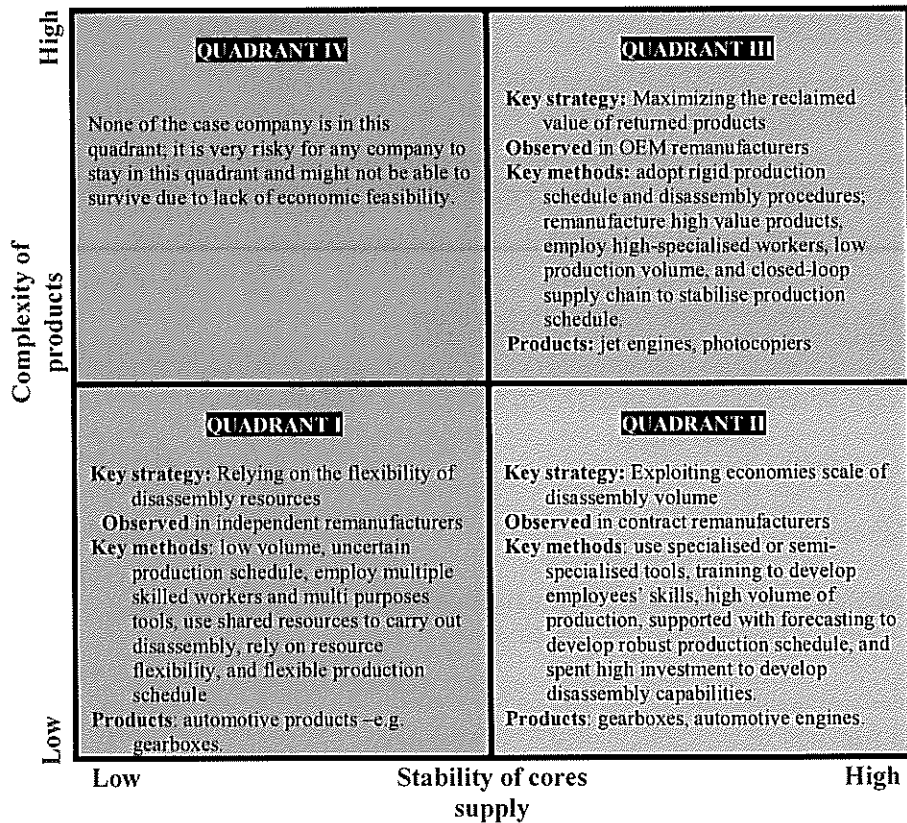 High
QUADRANT IV
None of the case company is in this
quadrant; it is very risky for any company to
stay in this quadrant and might not be able to
survive due to lack of economic feasibility.
QUADRANT III
Key strategy: Maximizing the reclaimed
value of returned products
Observed in OEM remanufacturers
Key methods: adopt rigid production
schedule and disassembly procedures;
remanufacture high value products,
employ high-specialised workers, low
production volume, and closed-loop
supply chain to stabilise production
schedule.
Products: jet engines, photocopiers
Complexity of
products
QUADRANT I
Key strategy: Relying on the flexibility of
disassembly resources
Observed in independent remanufacturers
Key methods: low volume, uncertain
production schedule, employ multiple
skilled workers and multi purposes
tools, use shared resources to carry out
disassembly, rely on resource
flexibility, and flexible production
schedule
Products: automotive products –e.g.
gearboxes.
QUADRANT II
Key strategy: Exploiting economies scale of
disassembly volume
Observed in contract remanufacturers
Key methods: use specialised or semi-
specialised tools, training to develop
employees' skills, high volume of
production, supported with forecasting to
develop robust production schedule, and
spent high investment to develop
disassembly capabilities.
Products: gearboxes, automotive engines.
Low
Low
Stability of cores
supply
High